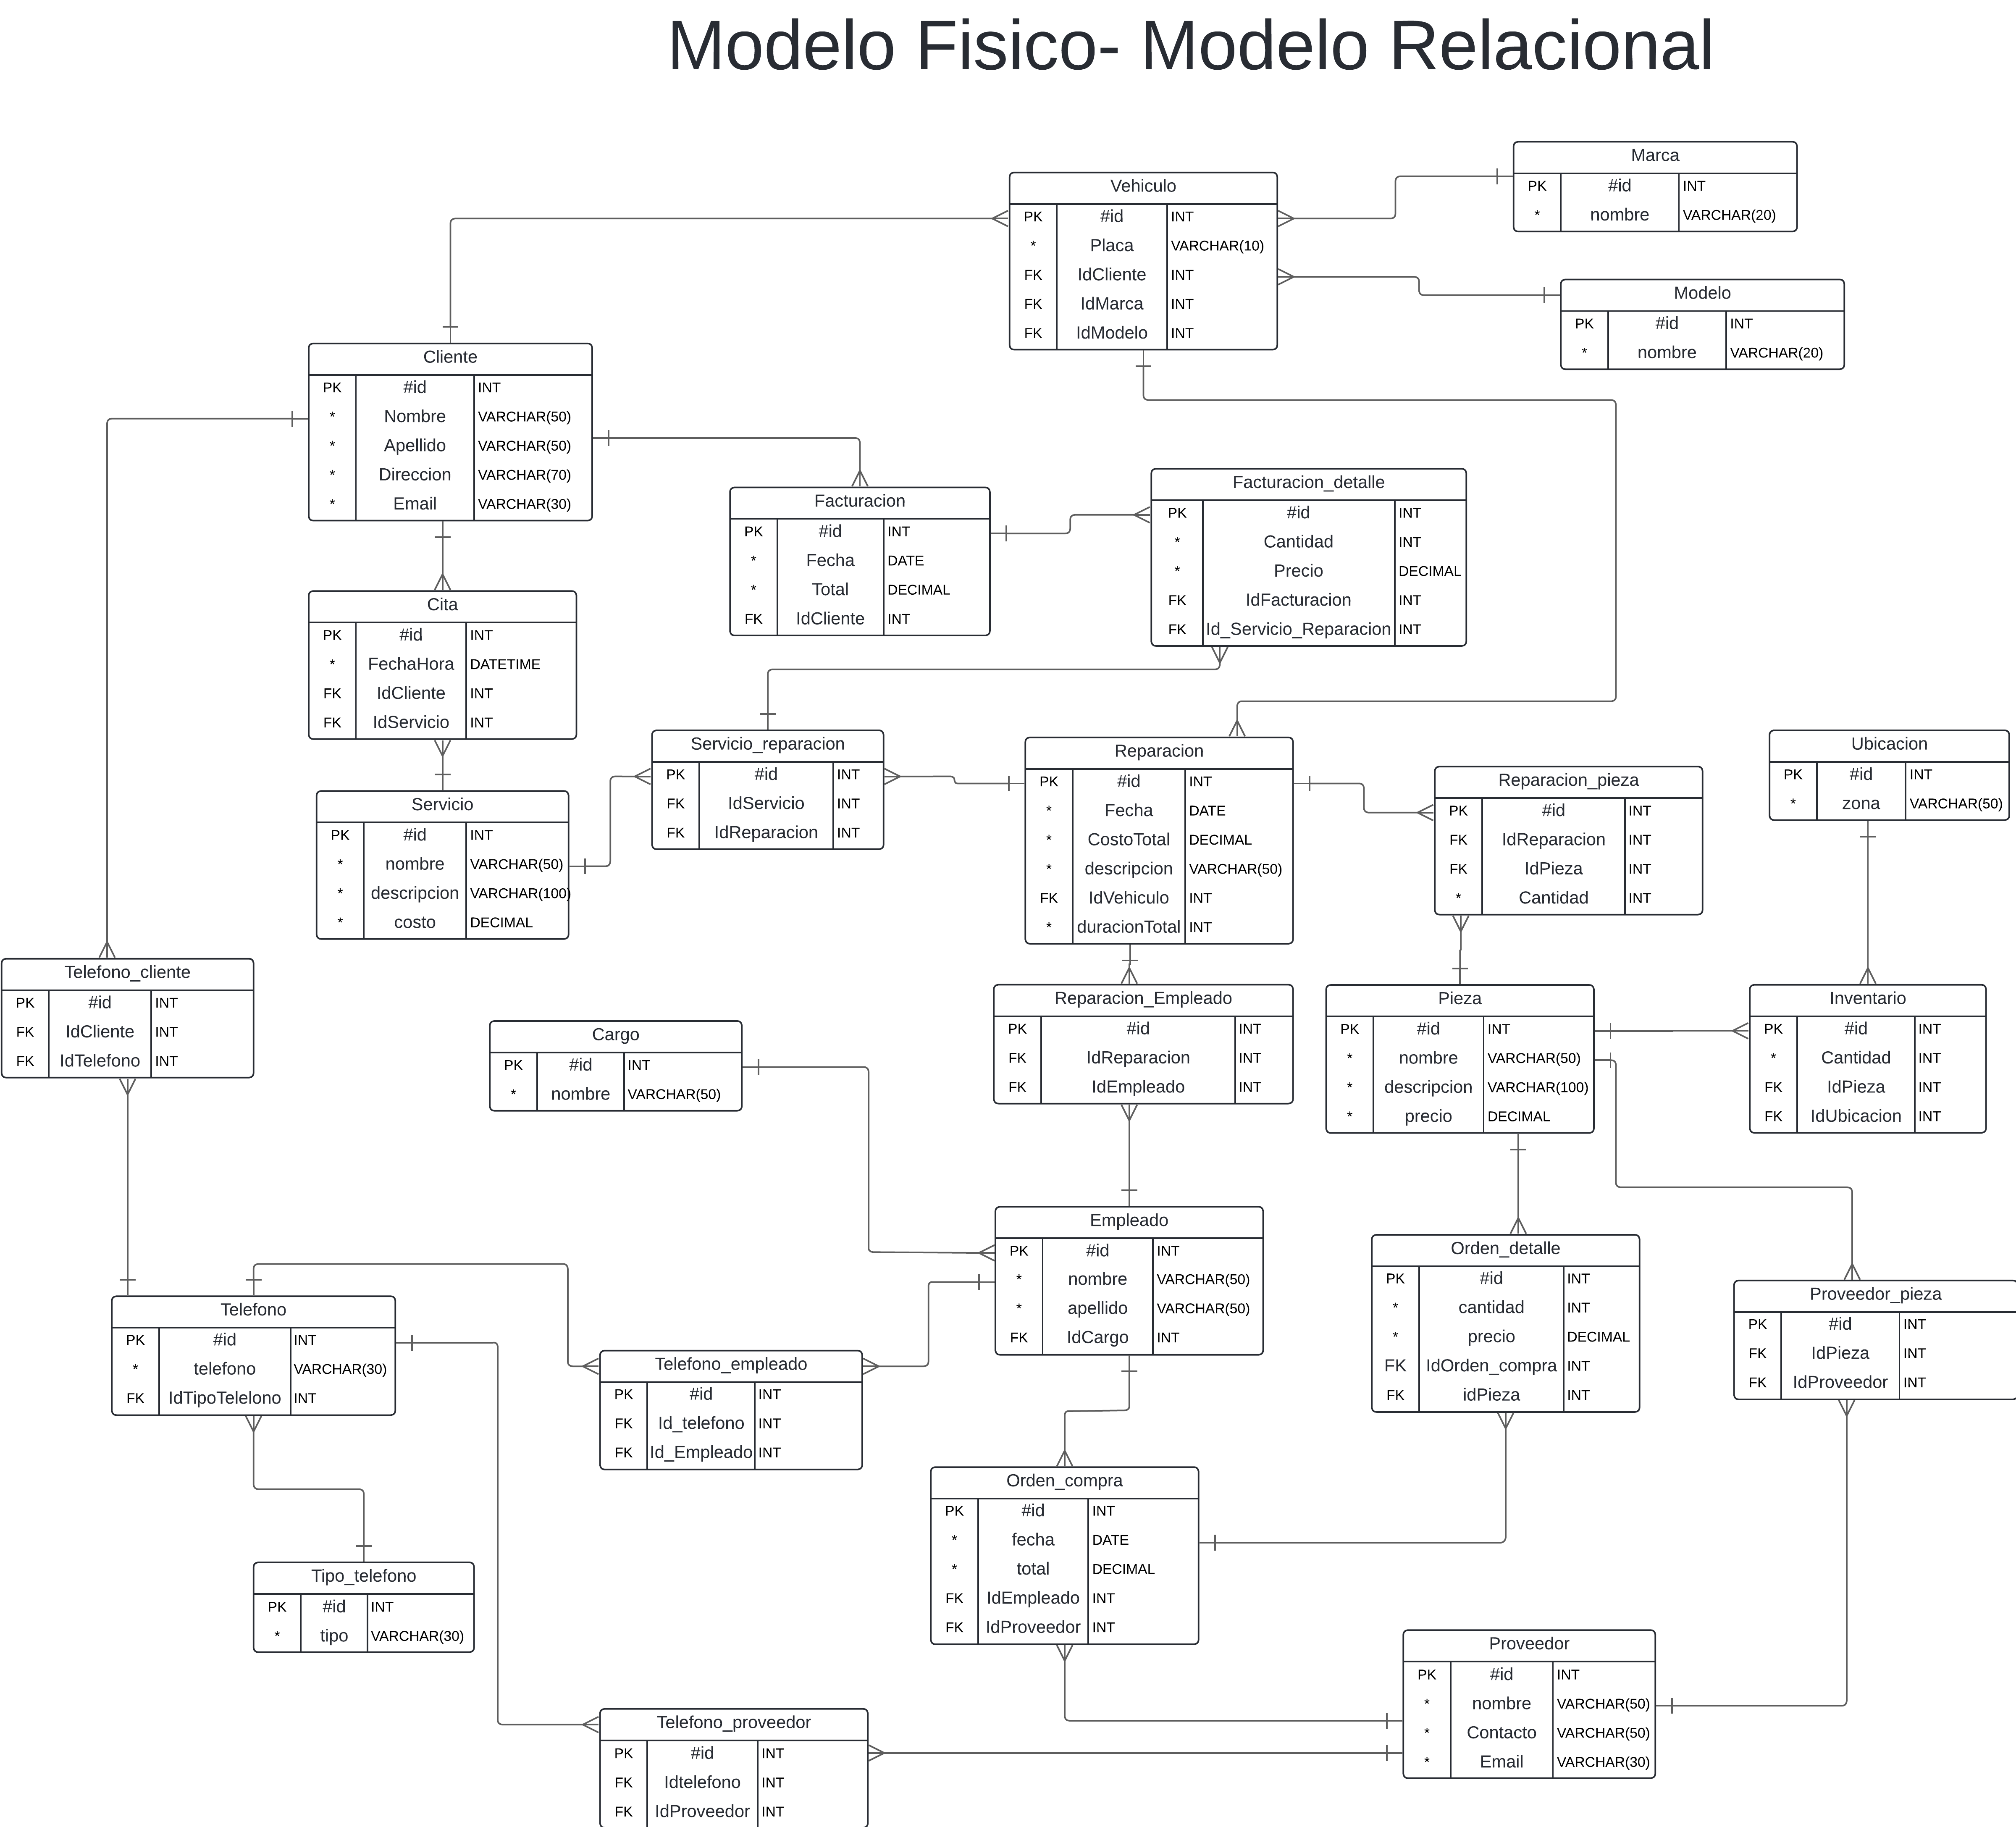 Modelo Fisico- Modelo Relacional
Marca
PK #id INT
* nombre VARCHAR(20)
Vehiculo
PK #id INT
* Placa VARCHAR(10)
FK IdCliente INT
FK IdMarca INT
FK IdModelo INT
Modelo
PK #id INT
* nombre VARCHAR(20)
Cliente
PK #id INT
* Nombre VARCHAR(50)
* Apellido VARCHAR(50)
* Direccion VARCHAR(70)
* Email VARCHAR(30)
Facturacion
PK #id INT
* Fecha DATE
* Total DECIMAL
FK IdCliente INT
Facturacion_detalle
PK #id INT
* Cantidad INT
* Precio DECIMAL
FK IdFacturacion INT
FK Id_Servicio_Reparacion INT
Cita
PK #id INT
* FechaHora DATETIME
FK IdCliente INT
FK IdServicio INT
Servicio_reparacion
PK #id INT
FK IdServicio INT
FK IdReparacion INT
Reparacion
PK #id INT
* Fecha DATE
* CostoTotal DECIMAL
* descripcion VARCHAR(50)
FK IdVehiculo INT
* duracionTotal INT
Reparacion_pieza
PK #id INT
FK IdReparacion INT
FK IdPieza INT
* Cantidad INT
Ubicacion
PK #id INT
* zona VARCHAR(50)
Servicio
PK #id INT
* nombre VARCHAR(50)
* descripcion VARCHAR(100)
* costo DECIMAL
Telefono_cliente
PK #id INT
FK IdCliente INT
FK IdTelefono INT
Cargo
PK #id INT
* nombre VARCHAR(50)
Reparacion_Empleado
PK #id INT
FK IdReparacion INT
FK IdEmpleado INT
Pieza
PK #id INT
* nombre VARCHAR(50)
* descripcion VARCHAR(100)
* precio DECIMAL
Inventario
PK #id INT
* Cantidad INT
FK IdPieza INT
FK IdUbicacion INT
Empleado
PK #id INT
* nombre VARCHAR(50)
* apellido VARCHAR(50)
FK IdCargo INT
Orden_detalle
PK #id INT
* cantidad INT
* precio DECIMAL
FK IdOrden_compra INT
FK idPieza INT
Proveedor_pieza
PK #id INT
FK IdPieza INT
FK IdProveedor INT
Telefono
PK #id INT
* telefono VARCHAR(30)
FK IdTipoTelelono INT
Telefono_empleado
PK #id INT
FK Id_telefono INT
FK Id_Empleado INT
Orden_compra
PK #id INT
* fecha DATE
* total DECIMAL
FK IdEmpleado INT
FK IdProveedor INT
Tipo_telefono
PK #id INT
* tipo VARCHAR(30)
Proveedor
PK #id INT
* nombre VARCHAR(50)
* Contacto VARCHAR(50)
* Email VARCHAR(30)
Telefono_proveedor
PK #id INT
FK Idtelefono INT
FK IdProveedor INT